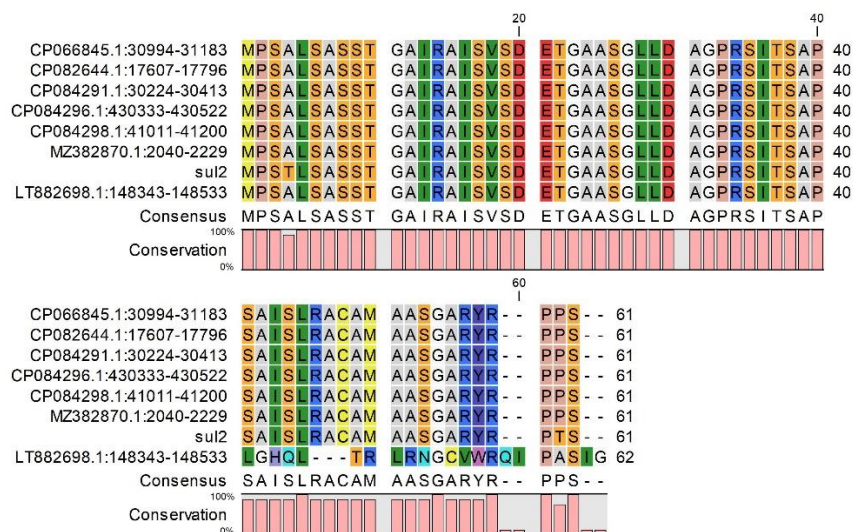 20 40
CP066845.1:30994-31183 MPSALSASST GAIRAISVSD ETGAASGLLD AGPRSITSAP 40
CP082644.1:17607-17796 MPSALSASST GAIRAISVSD ETGAASGLLD AGPRSITSAP 40
CP084291.1:30224-30413 MPSALSASST GAIRAISVSD ETGAASGLLD AGPRSITSAP 40
CP084296.1:430333-430522 MPSALSASST GAIRAISVSD ETGAASGLLD AGPRSITSAP 40
CP084298.1:41011-41200 MPSALSASST GAIRAISVSD ETGAASGLLD AGPRSITSAP 40
MZ382870.1:2040-2229 MPSALSASST GAIRAISVSD ETGAASGLLD AGPRSITSAP 40
sul2 MPSTLSASST GAIRAISVSD ETGAASGLLD AGPRSITSAP 40
LT882698.1:148343-148533 MPSALSASST GAIRAISVSD ETGAASGLLD AGPRSITSAP 40
Consensus MPSALSASST GAIRAISVSD ETGAASGLLD AGPRSITSAP
100%
Conservation
0%
60
CP066845.1:30994-31183 SAISLRACAM AASGARYR-- PPS-- 61
CP082644.1:17607-17796 SAISLRACAM AASGARYR-- PPS-- 61
CP084291.1:30224-30413 SAISLRACAM AASGARYR-- PPS-- 61
CP084296.1:430333-430522 SAISLRACAM AASGARYR-- PPS-- 61
CP084298.1:41011-41200 SAISLRACAM AASGARYR-- PPS-- 61
MZ382870.1:2040-2229 SAISLRACAM AASGARYR-- PPS-- 61
sul2 SAISLRACAM AASGARYR-- PTS-- 61
LT882698.1:148343-148533 LGHQL---TR LRNGCVWRQI PASIG 62
Consensus SAISLRACAM AASGARYR-- PPS--
100%
Conservation
0%